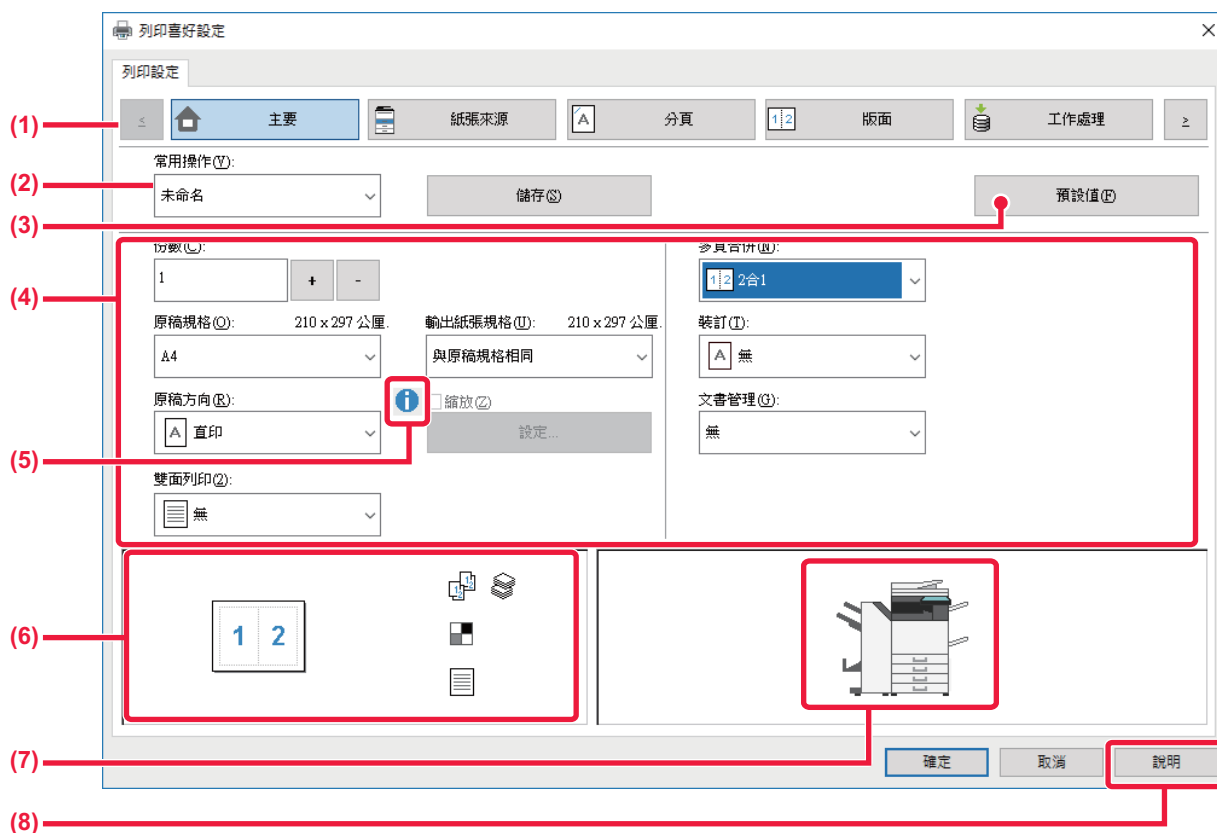 列印喜好設定
列印設定
(1)
≤ 主要 紙張來源 分頁 版面 工作處理 ≥
常用操作(V):
(2)
未命名 儲存(S) 預設值(F)
(3)
份數(C): 多頁合併(N):
1 + - 1 2 2合1
(4)
原稿規格(O): 210 x 297 公厘. 輸出紙張規格(U): 210 x 297 公厘. 裝訂(T):
A4 與原稿規格相同 A 無
原稿方向(R): 縮放(Z) 文書管理(G):
A 直印 設定... 無
(5)
雙面列印(2):
無
(6)
1 2
(7)
確定 取消 說明
(8)